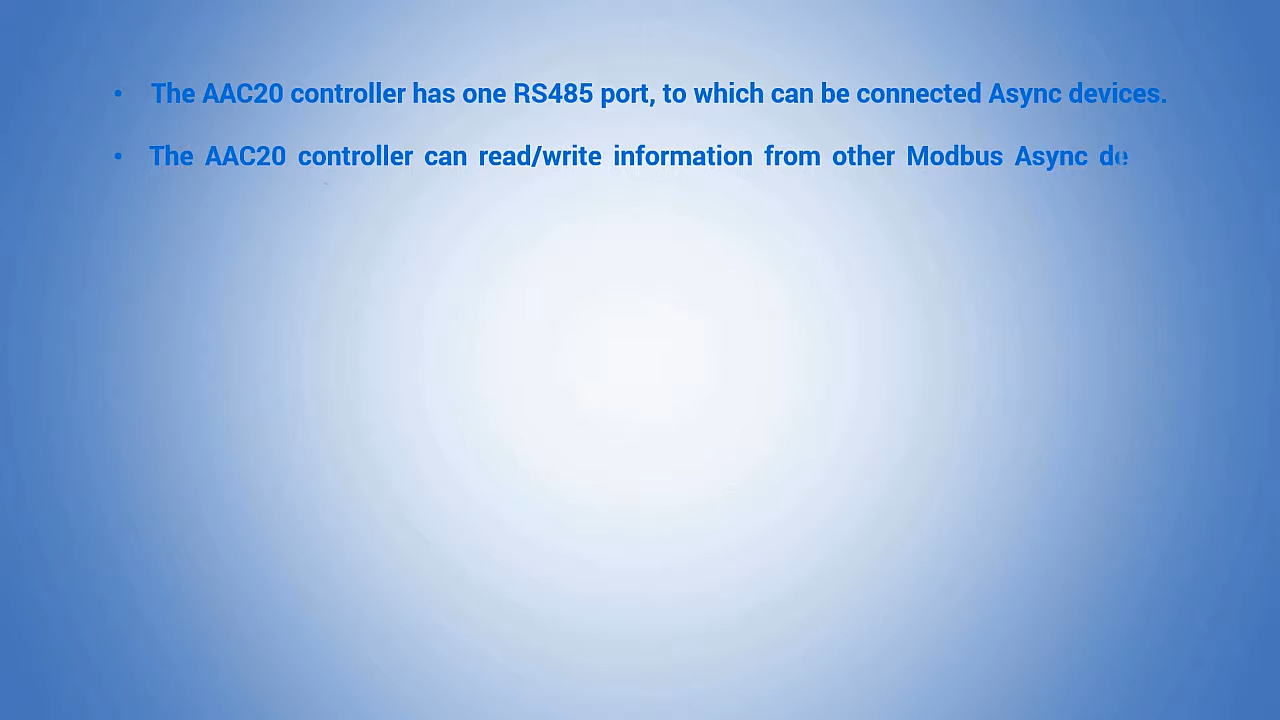 • The AAC20 controller has one RS485 port, to which can be connected Async devices.
• The AAC20 controller can read/write information from other Modbus Async de